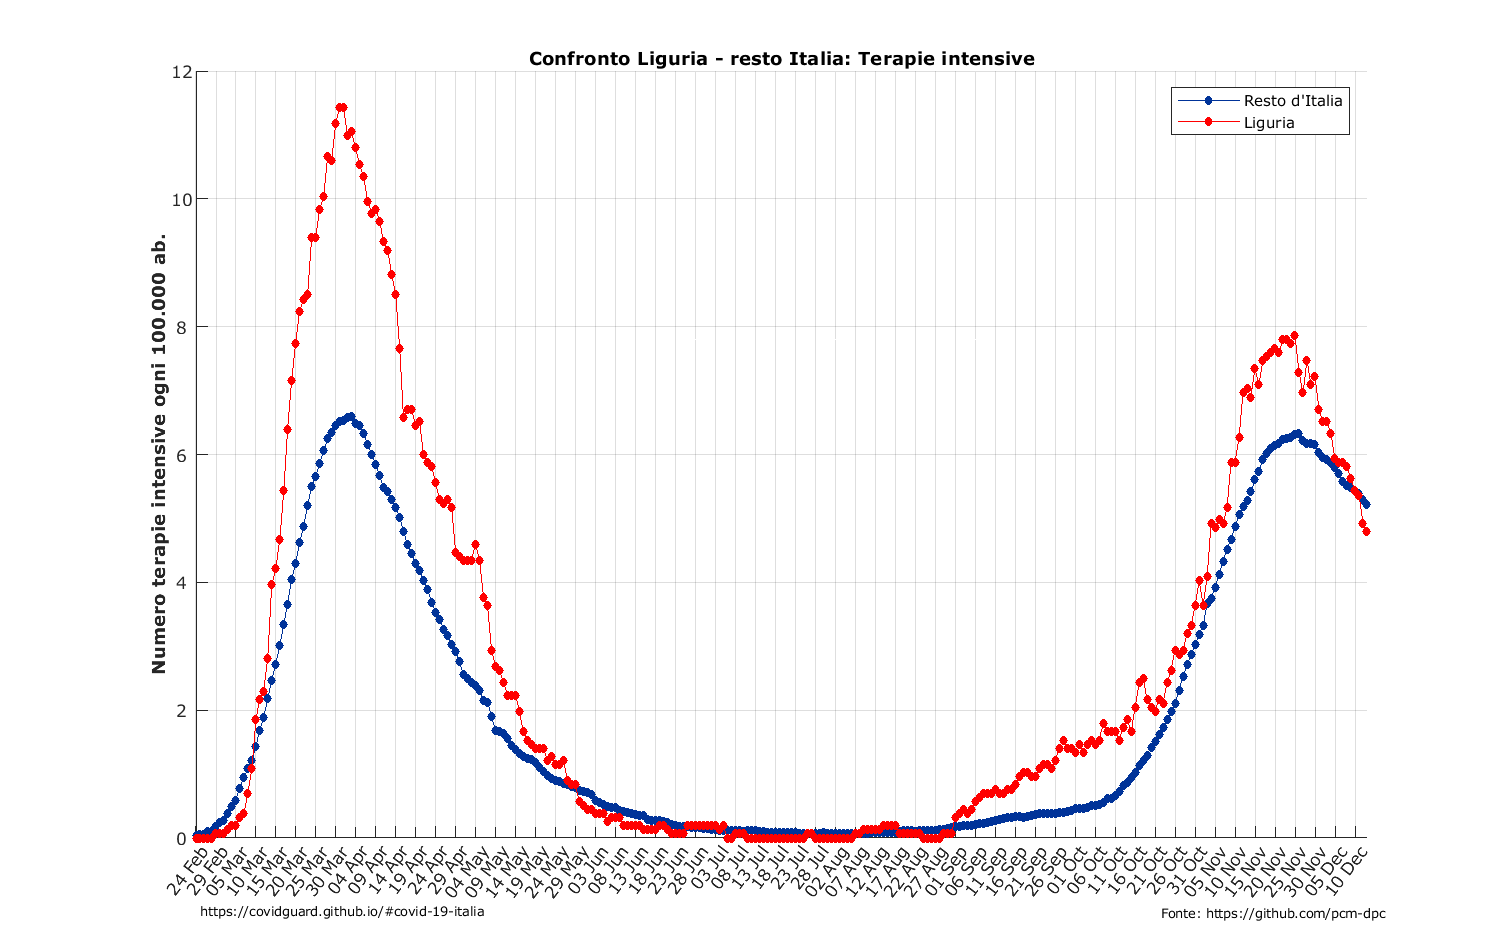 Confronto Liguria - resto Italia: Terapie intensive
Resto d'Italia
Liguria
Numero terapie intensive ogni 100.000 ab.
12
10
8
6
4
2
0
24 Feb
29 Feb
05 Mar
10 Mar
15 Mar
20 Mar
25 Mar
30 Mar
04 Apr
09 Apr
14 Apr
19 Apr
24 Apr
29 Apr
04 May
09 May
14 May
19 May
24 May
29 May
03 Jun
08 Jun
13 Jun
18 Jun
23 Jun
28 Jun
03 Jul
08 Jul
13 Jul
18 Jul
23 Jul
28 Jul
02 Aug
07 Aug
12 Aug
17 Aug
22 Aug
27 Aug
01 Sep
06 Sep
11 Sep
16 Sep
21 Sep
26 Sep
01 Oct
06 Oct
11 Oct
16 Oct
21 Oct
26 Oct
31 Oct
05 Nov
10 Nov
15 Nov
20 Nov
25 Nov
30 Nov
05 Dec
10 Dec
https://covidguard.github.io/#covid-19-italia
Fonte: https://github.com/pcm-dpc